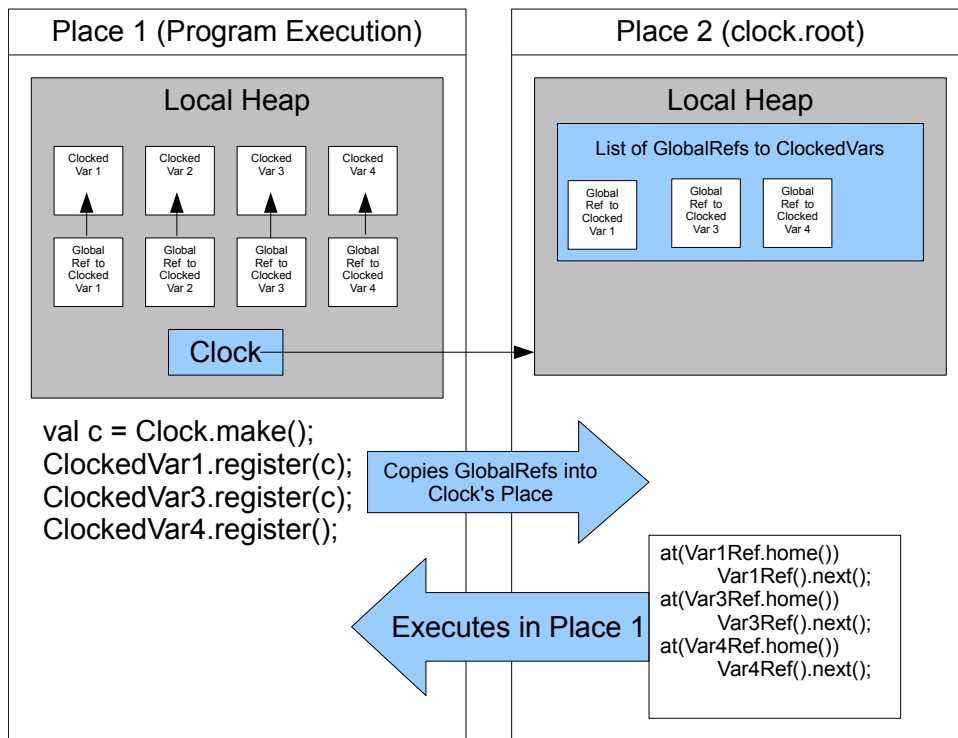 Place 1 (Program Execution)
Local Heap
Clocked
Var 1
Clocked
Var 2
Clocked
Var 3
Clocked
Var 4
Global
Ref to
Clocked
Var 1
Global
Ref to
Clocked
Var 2
Global
Ref to
Clocked
Var 3
Global
Ref to
Clocked
Var 4
Clock
Place 2 (clock.root)
Local Heap
List of GlobalRefs to ClockedVars
Global
Ref to
Clocked
Var 1
Global
Ref to
Clocked
Var 3
Global
Ref to
Clocked
Var 4
val c = Clock.make();
ClockedVar1.register(c);
ClockedVar3.register(c);
ClockedVar4.register();
Copies GlobalRefs into
Clock's Place
Executes in Place 1
at(Var1Ref.home())
Var1Ref().next();
at(Var3Ref.home())
Var3Ref().next();
at(Var4Ref.home())
Var4Ref().next();